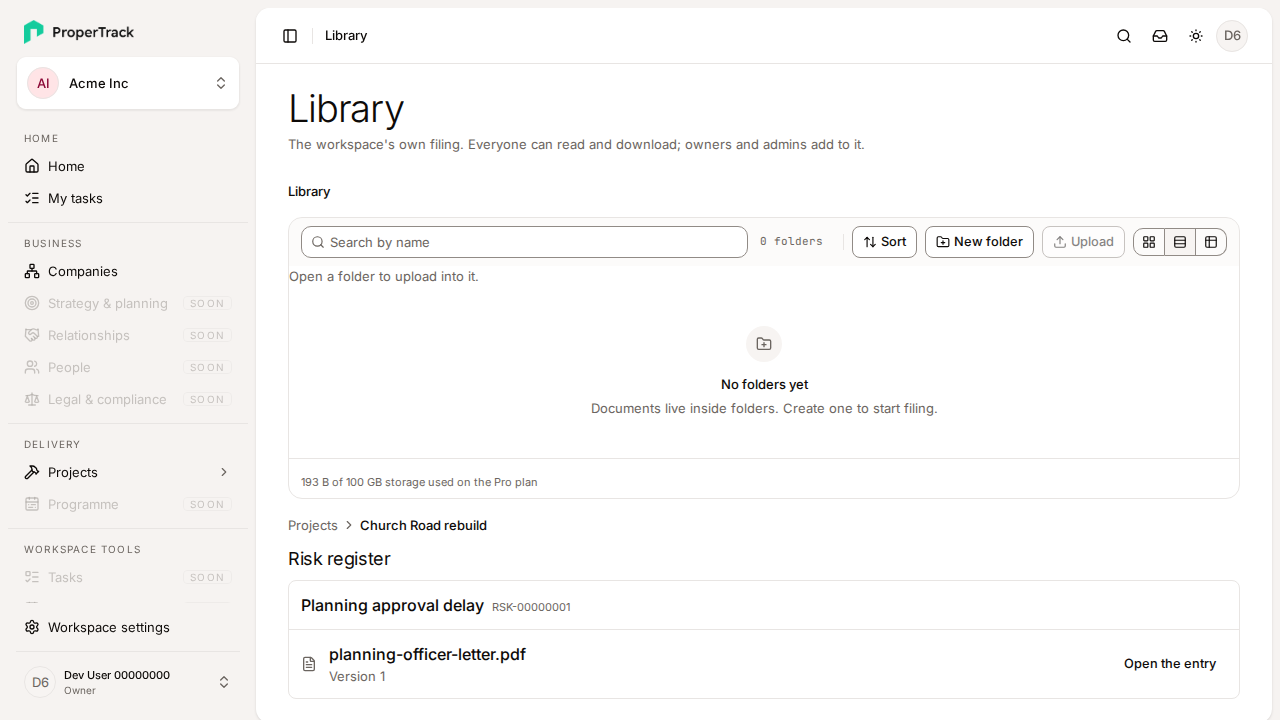 ProperTrack
AI Acme Inc
HOME
Home
My tasks
BUSINESS
Companies
Strategy & planning SOON
Relationships SOON
People SOON
Legal & compliance SOON
DELIVERY
Projects
Programme SOON
WORKSPACE TOOLS
Tasks SOON
Workspace settings
D6 Dev User 00000000
Owner
Library
D6
Library
The workspace's own filing. Everyone can read and download; owners and admins add to it.
Library
Search by name 0 folders Sort New folder Upload
Open a folder to upload into it.
No folders yet
Documents live inside folders. Create one to start filing.
193 B of 100 GB storage used on the Pro plan
Projects Church Road rebuild
Risk register
Planning approval delay RSK-00000001
planning-officer-letter.pdf
Version 1
Open the entry